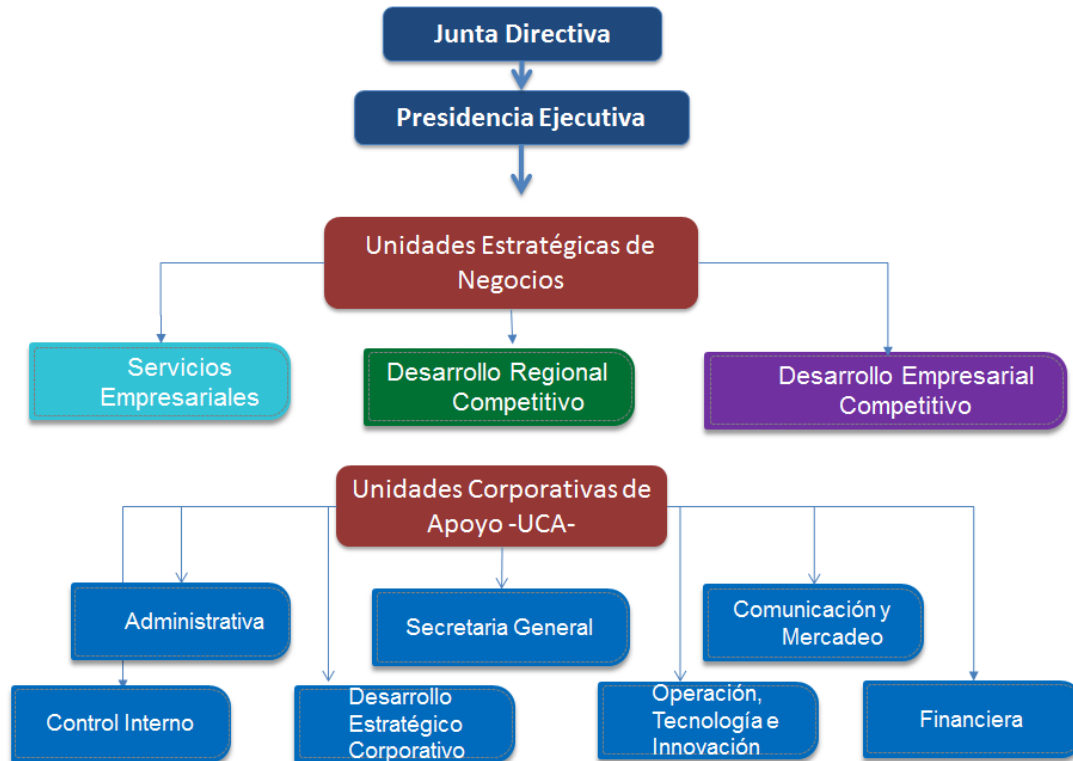 Junta Directiva
Presidencia Ejecutiva
Unidades Estratégicas de
Negocios
Servicios
Empresariales
Desarrollo Regional
Competitivo
Desarrollo Empresarial
Competitivo
Unidades Corporativas de
Apoyo -UCA-
Administrativa
Secretaria General
Comunicación y
Mercadeo
Control Interno
Desarrollo
Estratégico
Corporativo
Operación,
Tecnología e
Innovación
Financiera